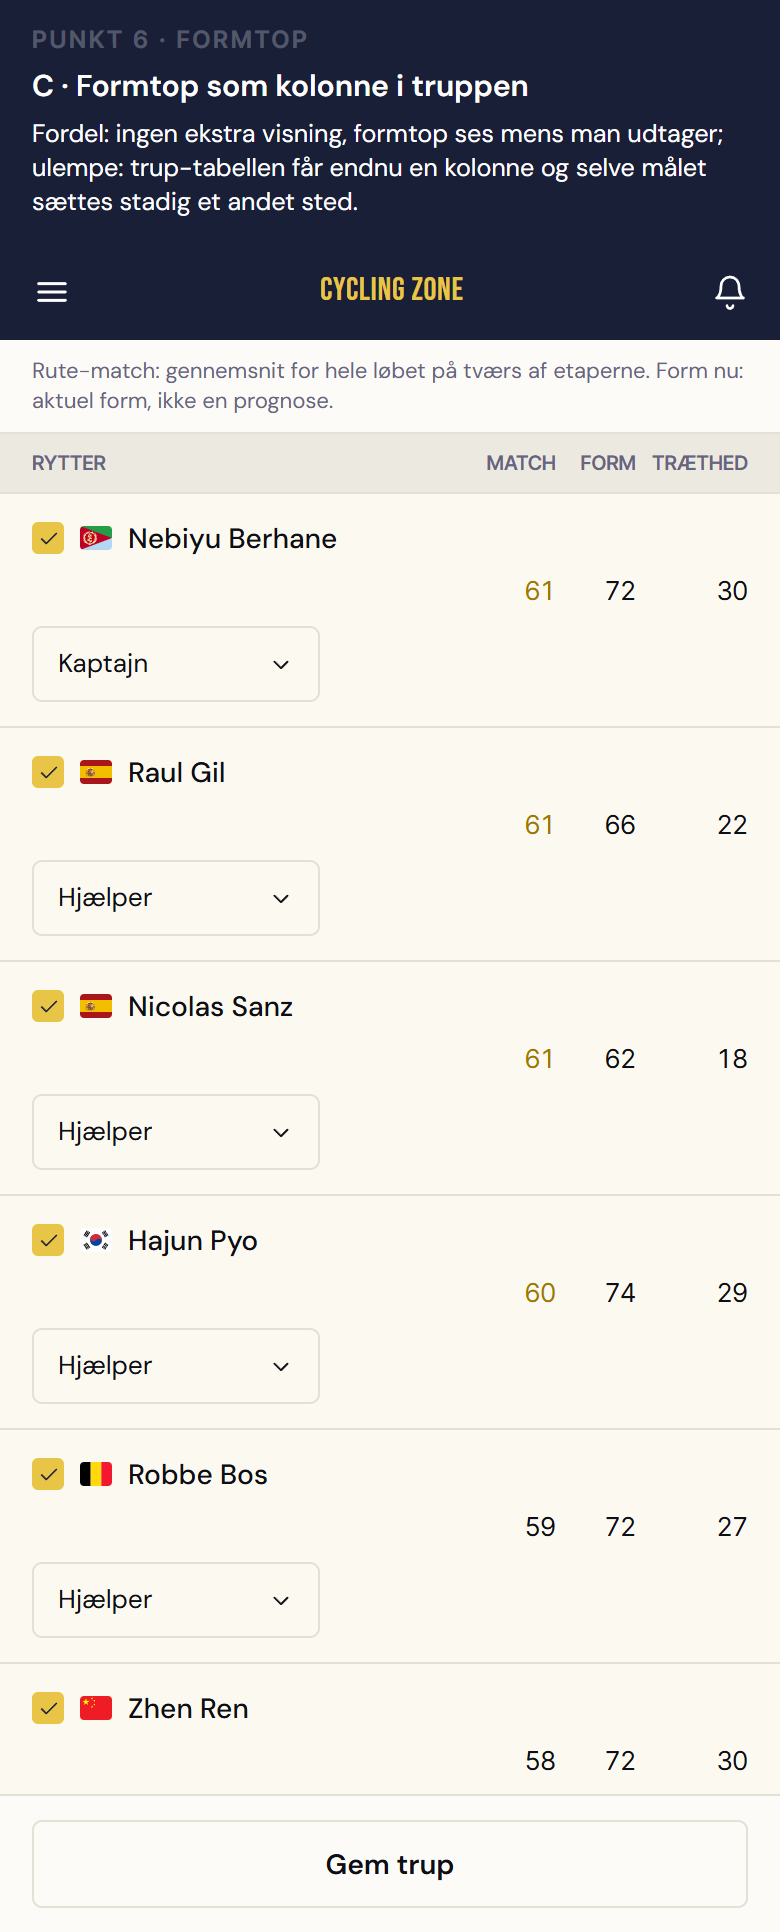 PUNKT 6 · FORMTOP
C · Formtop som kolonne i truppen
Fordel: ingen ekstra visning, formtop ses mens man udtager;
ulempe: trup-tabellen får endnu en kolonne og selve målet
sættes stadig et andet sted.
CYCLING ZONE
Rute-match: gennemsnit for hele løbet på tværs af etaperne. Form nu:
aktuel form, ikke en prognose.
RYTTER MATCH FORM TRÆTHED
Nebiyu Berhane
61 72 30
Kaptajn
Raul Gil
61 66 22
Hjælper
Nicolas Sanz
61 62 18
Hjælper
Hajun Pyo
60 74 29
Hjælper
Robbe Bos
59 72 27
Hjælper
Zhen Ren
58 72 30
Gem trup